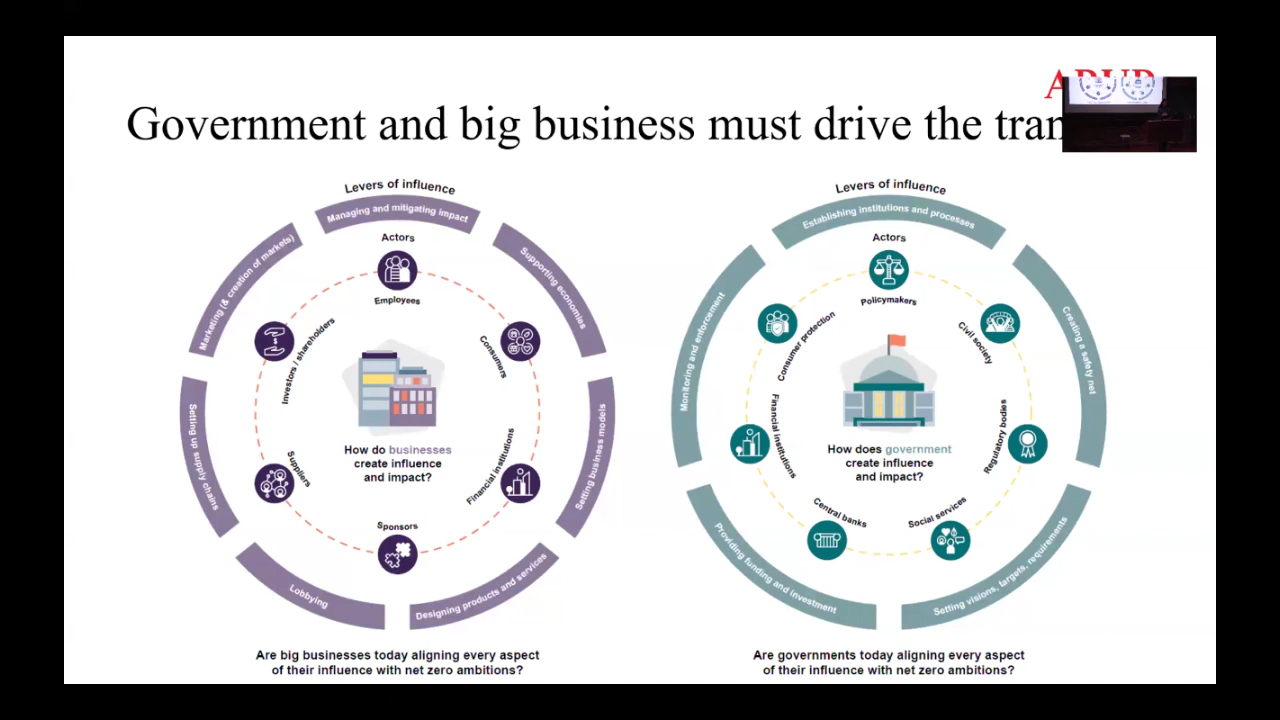 Government and big business must drive the
Levers of influence
Managing and mitigating impact
Supporting economies
Setting business models
Designing products and services
Lobbying
Setting up supply chains
Marketing (& creation of markets)
Actors
Employees
Consumers
Financial institutions
Sponsors
Suppliers
Investors / shareholders
How do businesses
create influence
and impact?
Are big businesses today aligning every aspect
of their influence with net zero ambitions?
Levers of influence
Establishing institutions and processes
Creating a safety net
Setting visions, targets, requirements
Providing funding and investment
Monitoring and enforcement
Actors
Policymakers
Civil society
Regulatory bodies
Social services
Central banks
Financial institutions
Consumer protection
How does government
create influence
and impact?
Are governments today aligning every aspect
of their influence with net zero ambitions?